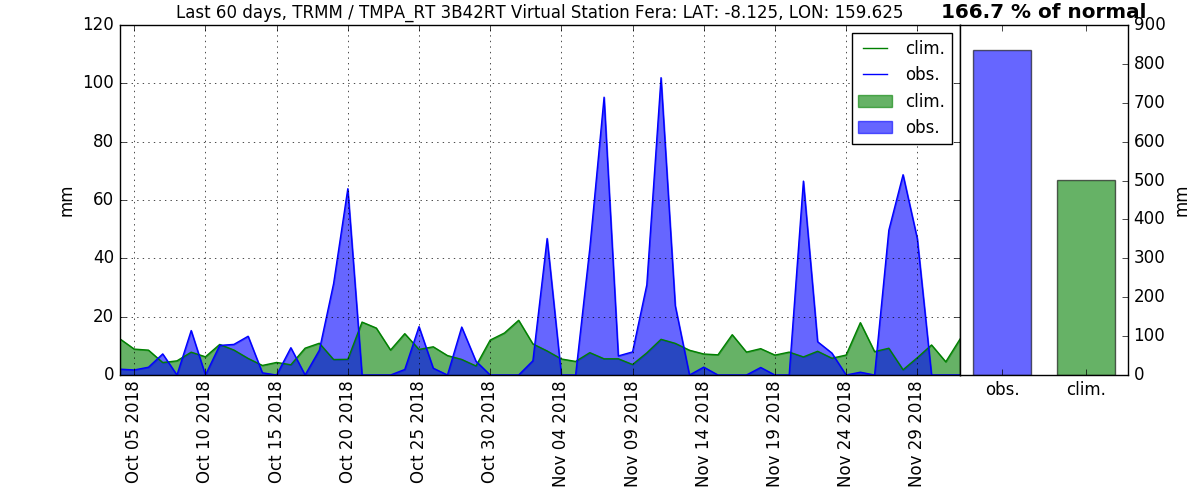 Last 60 days, TRMM / TMPA_RT 3B42RT Virtual Station Fera: LAT: -8.125, LON: 159.625
166.7 % of normal
120
100
80
60
40
20
0
mm
clim.
obs.
clim.
obs.
Oct 05 2018
Oct 10 2018
Oct 15 2018
Oct 20 2018
Oct 25 2018
Oct 30 2018
Nov 04 2018
Nov 09 2018
Nov 14 2018
Nov 19 2018
Nov 24 2018
Nov 29 2018
900
800
700
600
500
400
300
200
100
0
mm
obs.
clim.